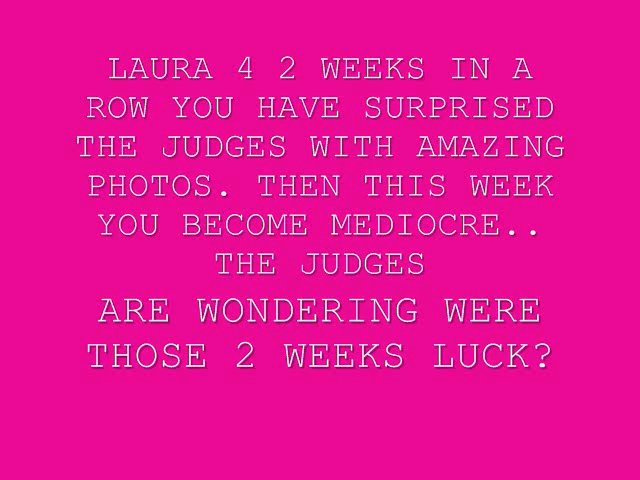 LAURA 4 2 WEEKS IN A
ROW YOU HAVE SURPRISED
THE JUDGES WITH AMAZING
PHOTOS. THEN THIS WEEK
YOU BECOME MEDIOCRE..
THE JUDGES
ARE WONDERING WERE
THOSE 2 WEEKS LUCK?